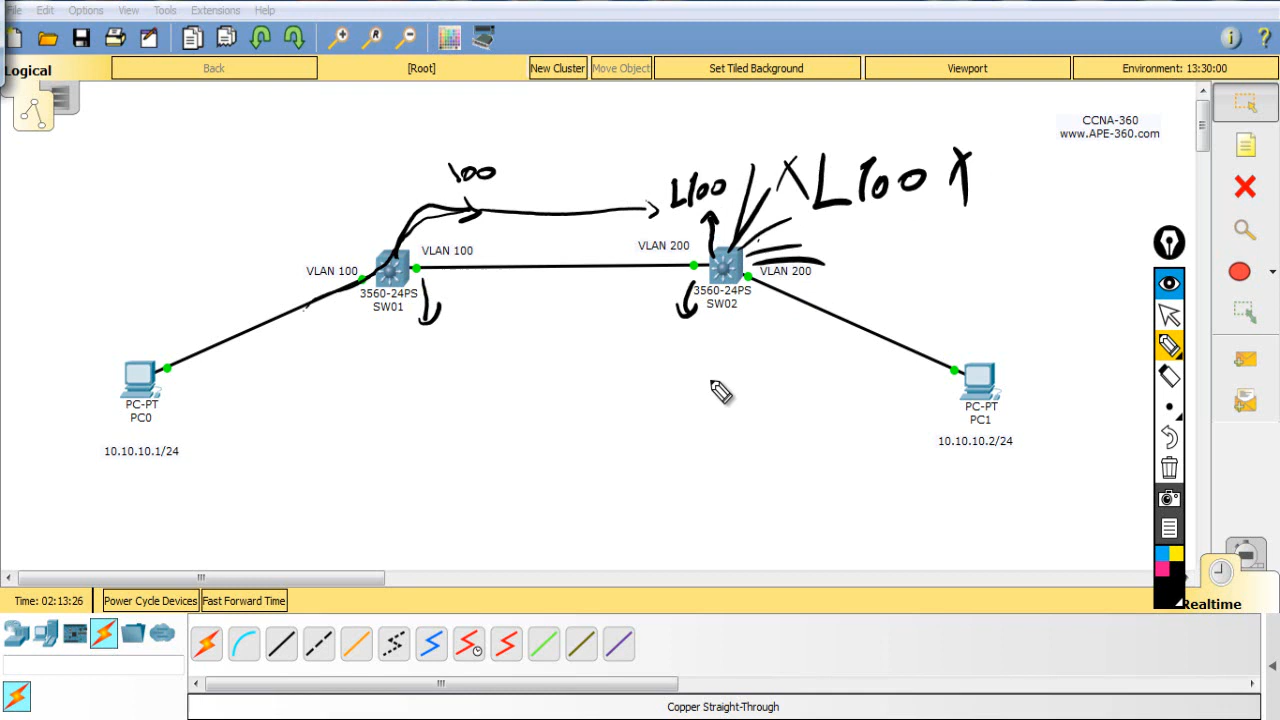 File Edit Options View Tools Extensions Help
Logical
Back
[Root]
New Cluster
Move Object
Set Tiled Background
Viewport
Environment: 13:30:00
CCNA-360
www.APE-360.com
100
L100
X L100 X
VLAN 100
VLAN 100
VLAN 200
VLAN 200
3560-24PS
SW01
3560-24PS
SW02
PC-PT
PC0
10.10.10.1/24
PC-PT
PC1
10.10.10.2/24
Time: 02:13:26
Power Cycle Devices
Fast Forward Time
Realtime
Copper Straight-Through